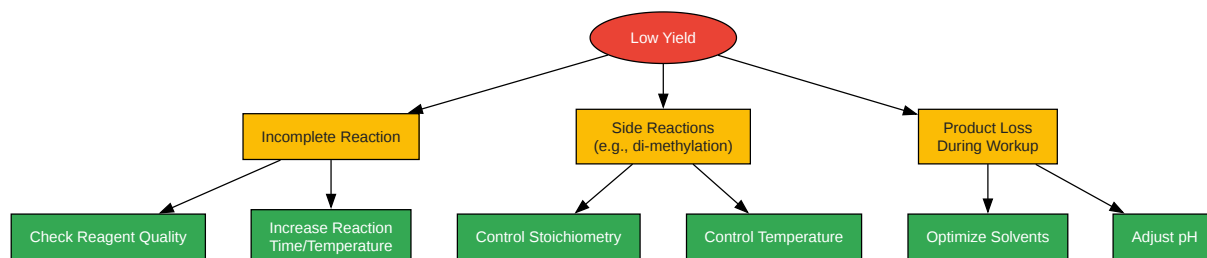 Low Yield
Incomplete Reaction
Side Reactions
(e.g., di-methylation)
Product Loss
During Workup
Check Reagent Quality
Increase Reaction
Time/Temperature
Control Stoichiometry
Control Temperature
Optimize Solvents
Adjust pH